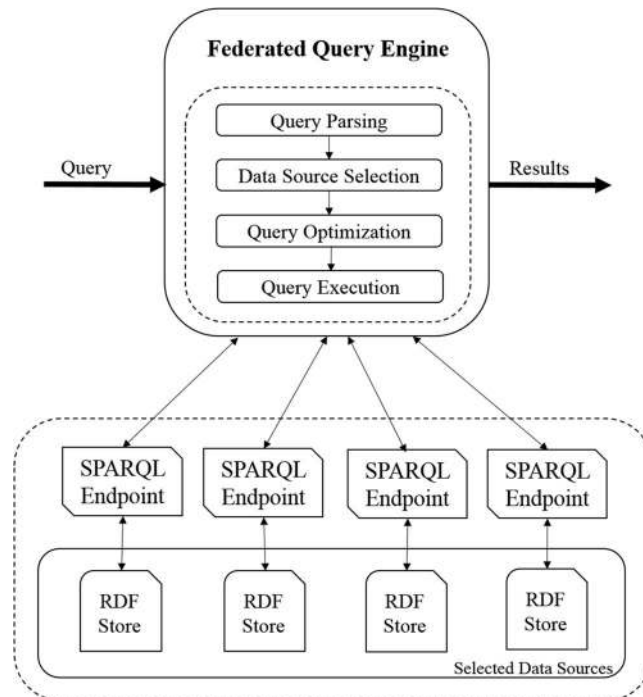 Federated Query Engine
Query Parsing
Query
Data Source Selection
Results
Query Optimization
Query Execution
SPARQL
Endpoint
SPARQL
Endpoint
SPARQL
Endpoint
SPARQL
Endpoint
RDF
Store
RDF
Store
RDF
Store
RDF
Store
Selected Data Sources